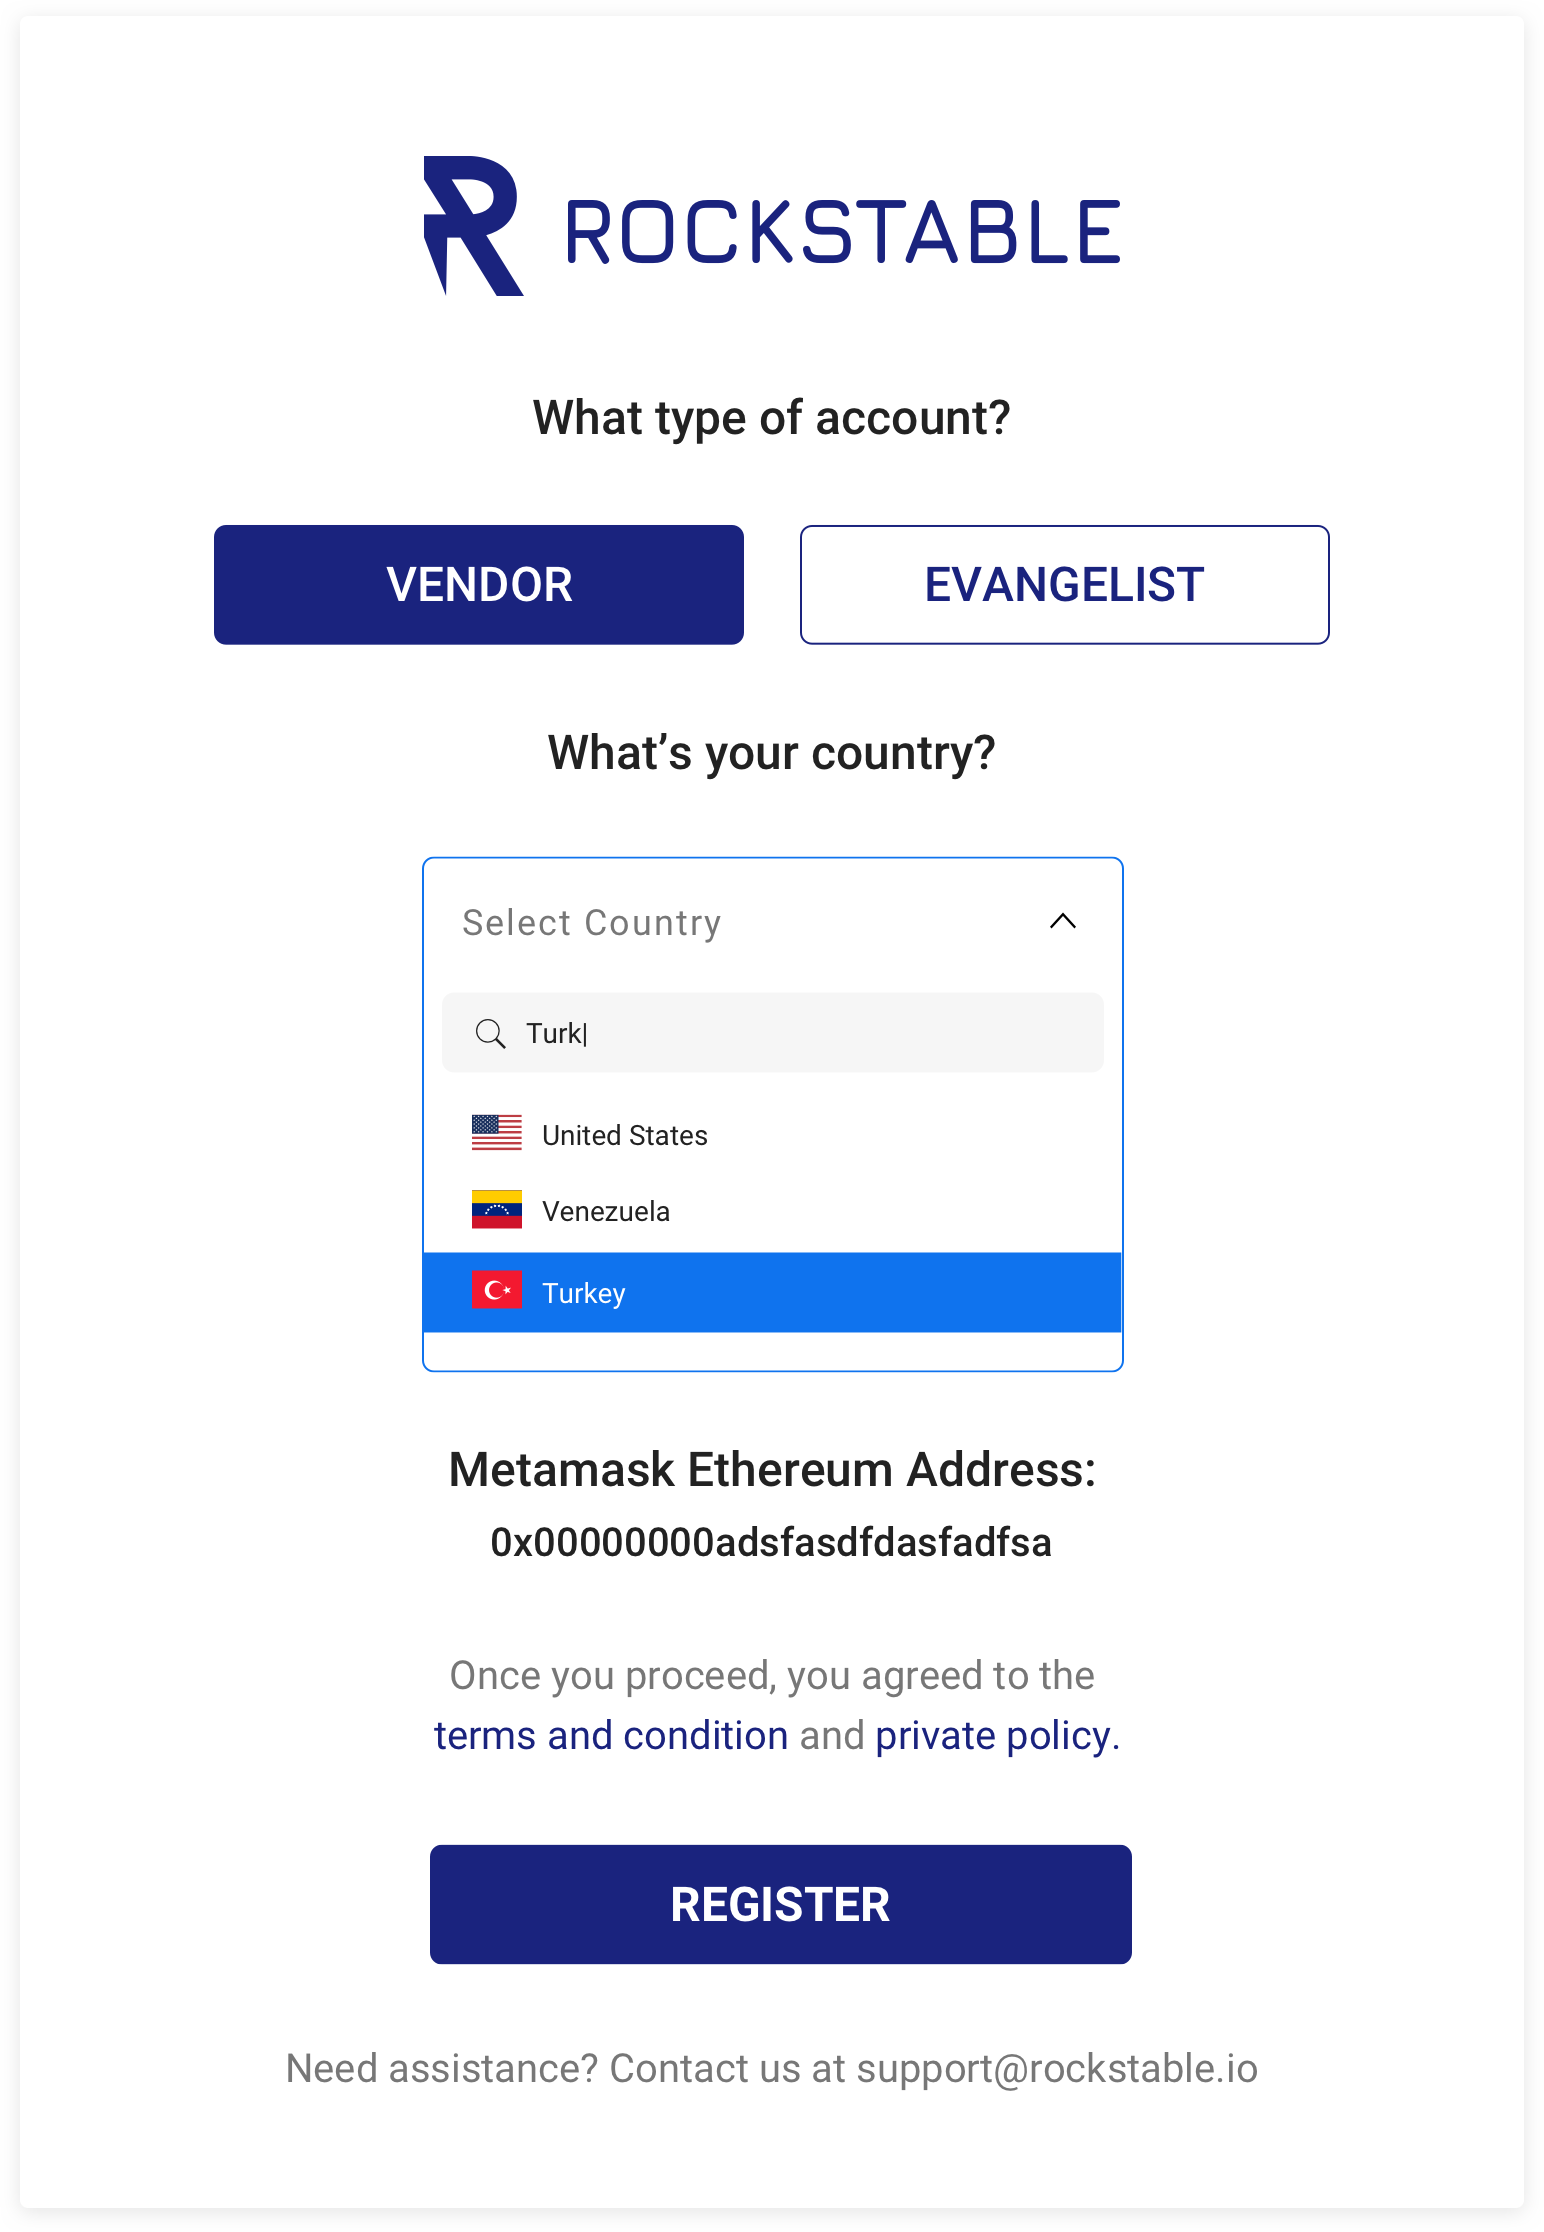 ROCKSTABLE
What type of account?
VENDOR
EVANGELIST
What’s your country?
Select Country
Turk
United States
Venezuela
Turkey
Metamask Ethereum Address:
0x00000000adsfasdfdasfadfsa
Once you proceed, you agreed to the
terms and condition and private policy.
REGISTER
Need assistance? Contact us at support@rockstable.io